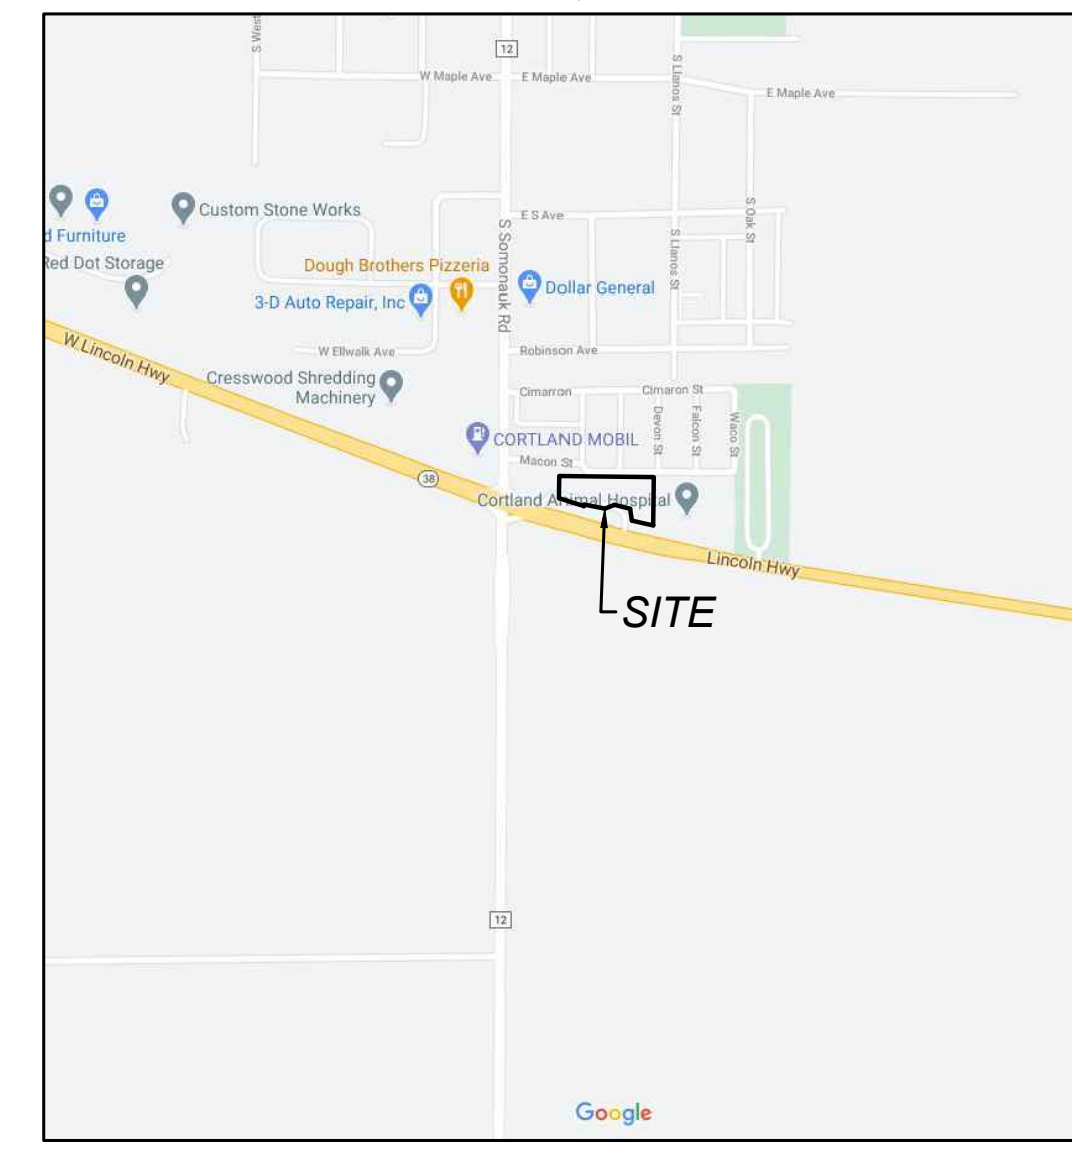 S West
12
W Maple Ave
E Maple Ave
S Llanos St
E Maple Ave
Custom Stone Works
d Furniture
Red Dot Storage
S Somonauk Rd
E S Ave
S Llanos St
S Oak St
Dough Brothers Pizzeria
3-D Auto Repair, Inc
Dollar General
W Lincoln Hwy
W Ellwalk Ave
Robinson Ave
Cresswood Shredding
Machinery
Cimarron
Cimaron St
Devon St
Falcon St
Waco St
CORTLAND MOBIL
Macon St
38
Cortland Animal Hospital
Lincoln Hwy
SITE
12
Google